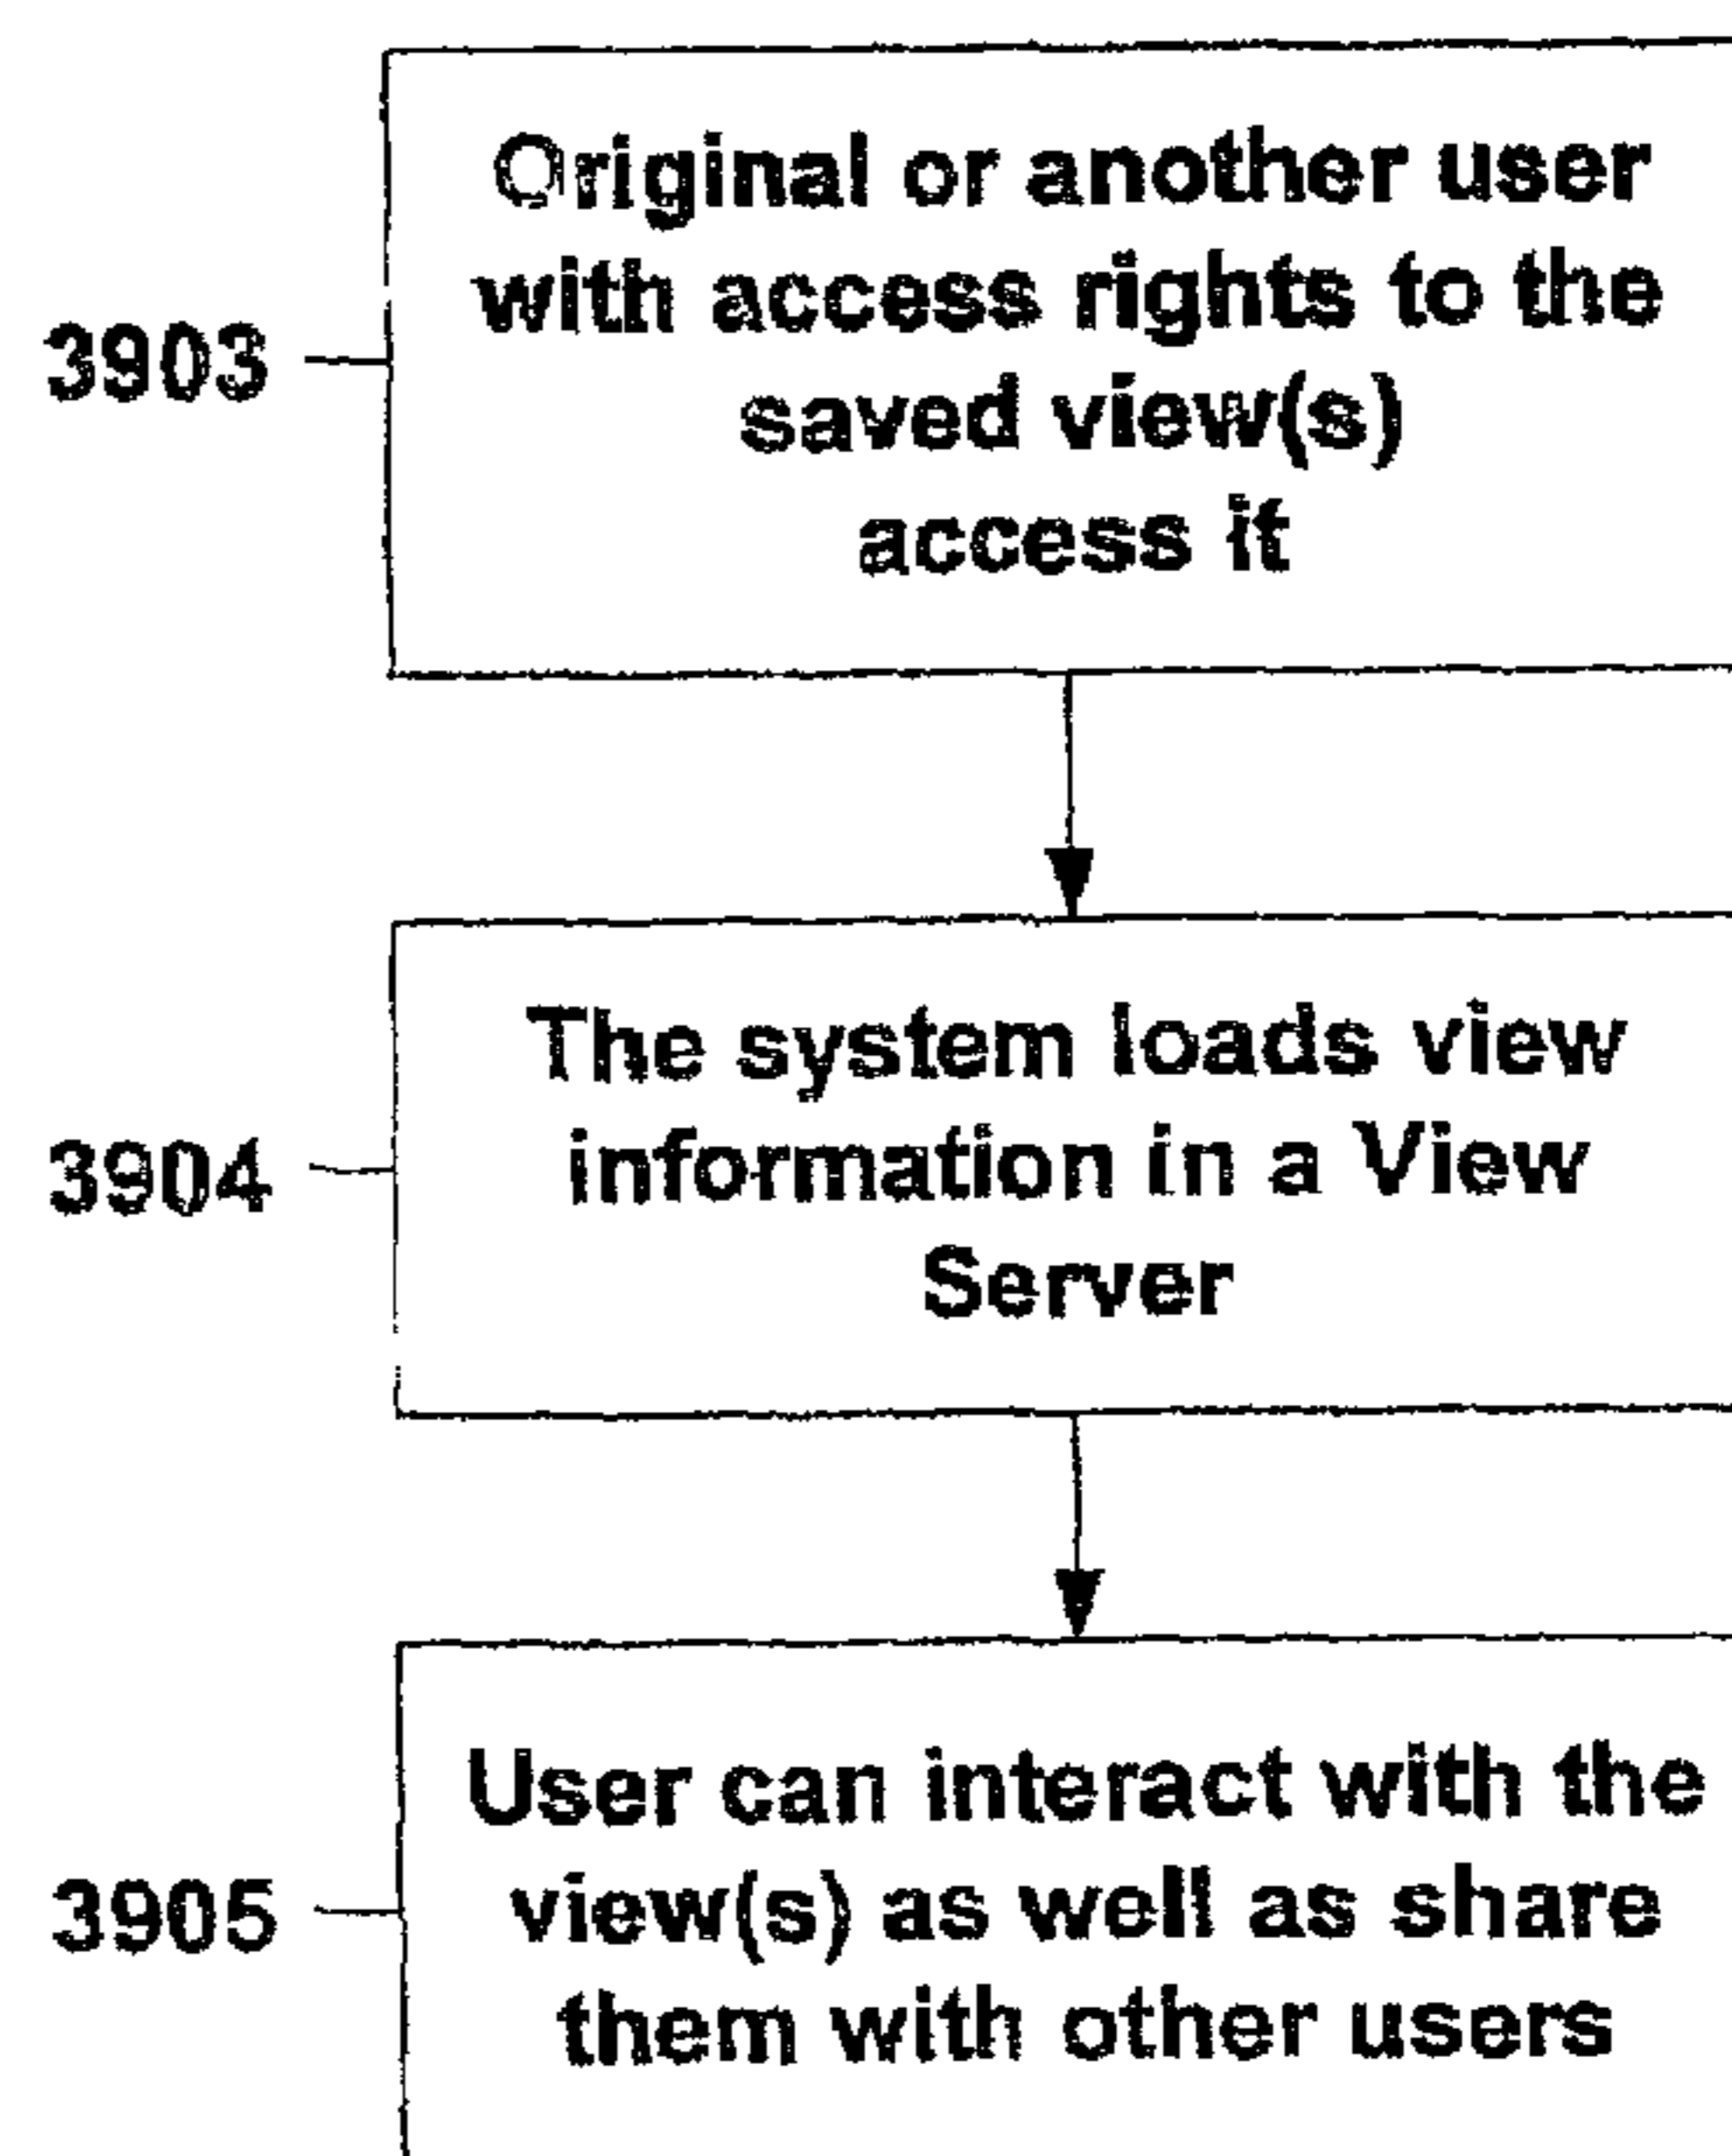 Original or another user
with access rights to the
3903
saved view(s)
access it
The system loads view
3904
information in a View
Server
User can interact with the
3905
view(s) as well as share
them with other users